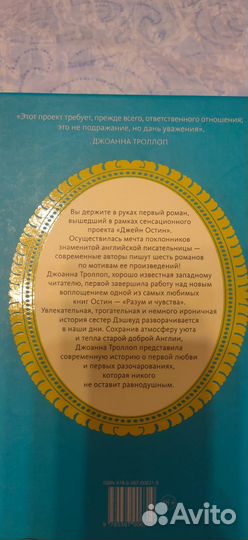 «Этот проект требует, прежде всего, ответственного отношения;
это не подражание, но дань уважения».
ДЖОАННА ТРОЛЛОП
Вы держите в руках первый роман,
вышедший в рамках сенсационного
проекта «Джейн Остин».
Осуществилась мечта поклонников
знаменитой английской писательницы —
современные авторы пишут шесть романов
по мотивам ее произведений!
Джоанна Троллоп, хорошо известная западному
читателю, первой завершила работу над новым
воплощением одной из самых любимых
книг Остин — «Разум и чувства».
Увлекательная, трогательная и немного ироничная
история сестер Дэшвуд разворачивается
в наши дни. Сохранив атмосферу уюта
и тепла старой доброй Англии,
Джоанна Троллоп представила
современную историю о первой любви
и первых разочарованиях,
которая никого
не оставит равнодушным.
Avito